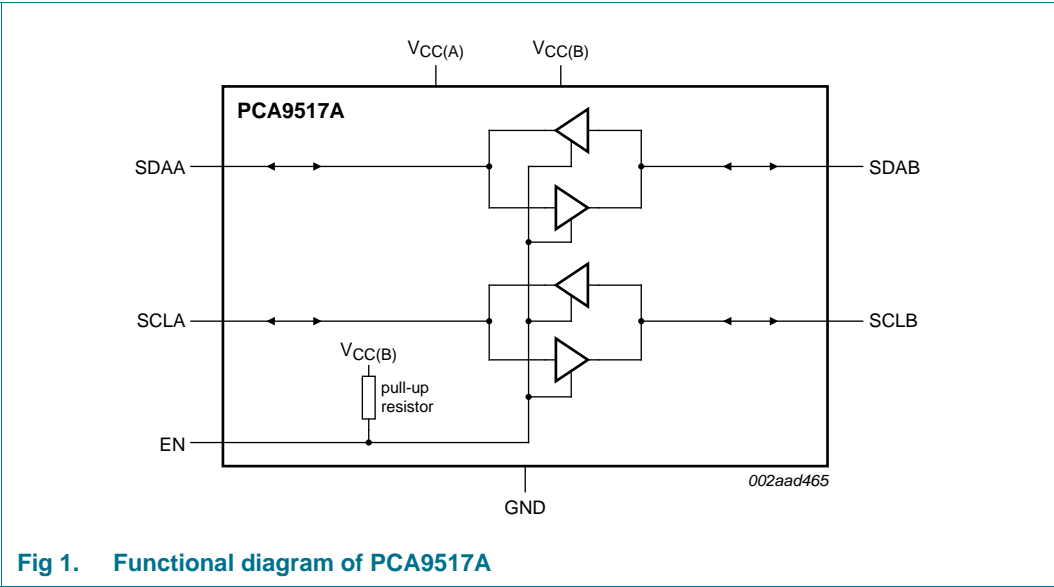 VCC(A) VCC(B)
PCA9517A
SDAA SDAB
SCLA SCLB
VCC(B)
pull-up
resistor
EN
002aad465
GND
Fig 1. Functional diagram of PCA9517A